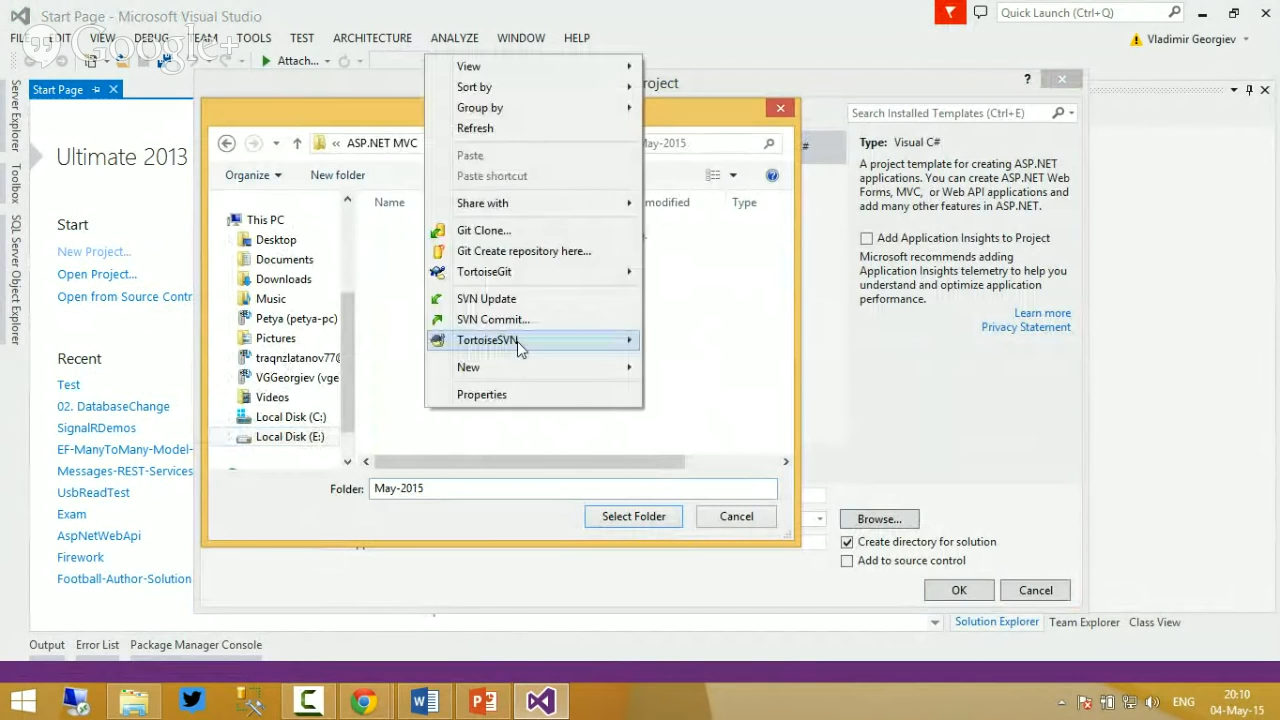 Start Page - Microsoft Visual Studio
Quick Launch (Ctrl+Q)
FILE EDIT VIEW DEBUG TEAM TOOLS TEST ARCHITECTURE ANALYZE WINDOW HELP
Vladimir Georgiev
Google+
Attach...
Server Explorer
Toolbox
SQL Server Object Explorer
Start Page
Ultimate 2013
Start
New Project...
Open Project...
Open from Source Contr
Recent
Test
02. DatabaseChange
SignalRDemos
EF-ManyToMany-Model-
Messages-REST-Services
UsbReadTest
Exam
AspNetWebApi
Firework
Football-Author-Solution
roject
?
« ASP.NET MVC
May-2015
Organize
New folder
Name
modified
Type
This PC
Desktop
Documents
Downloads
Music
Petya (petya-pc)
Pictures
traqnzlatanov77@
VGGeorgiev (vge
Videos
Local Disk (C:)
Local Disk (E:)
Folder: May-2015
Select Folder
Cancel
View
Sort by
Group by
Refresh
Paste
Paste shortcut
Share with
Git Clone...
Git Create repository here...
TortoiseGit
SVN Update
SVN Commit...
TortoiseSVN
New
Properties
Search Installed Templates (Ctrl+E)
Type: Visual C#
A project template for creating ASP.NET
applications. You can create ASP.NET Web
Forms, MVC, or Web API applications and
add many other features in ASP.NET.
Add Application Insights to Project
Microsoft recommends adding
Application Insights telemetry to help you
understand and optimize application
performance.
Learn more
Privacy Statement
Browse...
Create directory for solution
Add to source control
OK
Cancel
Solution Explorer
Team Explorer
Class View
Output
Error List
Package Manager Console
ENG
20:10
04-May-15